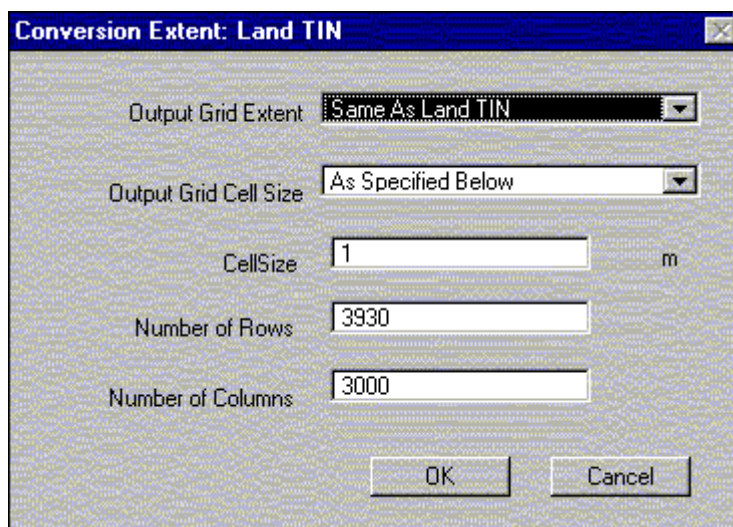 Conversion Extent: Land TIN
Output Grid Extent Same As Land TIN
Output Grid Cell Size As Specified Below
CellSize 1 m
Number of Rows 3930
Number of Columns 3000
OK Cancel